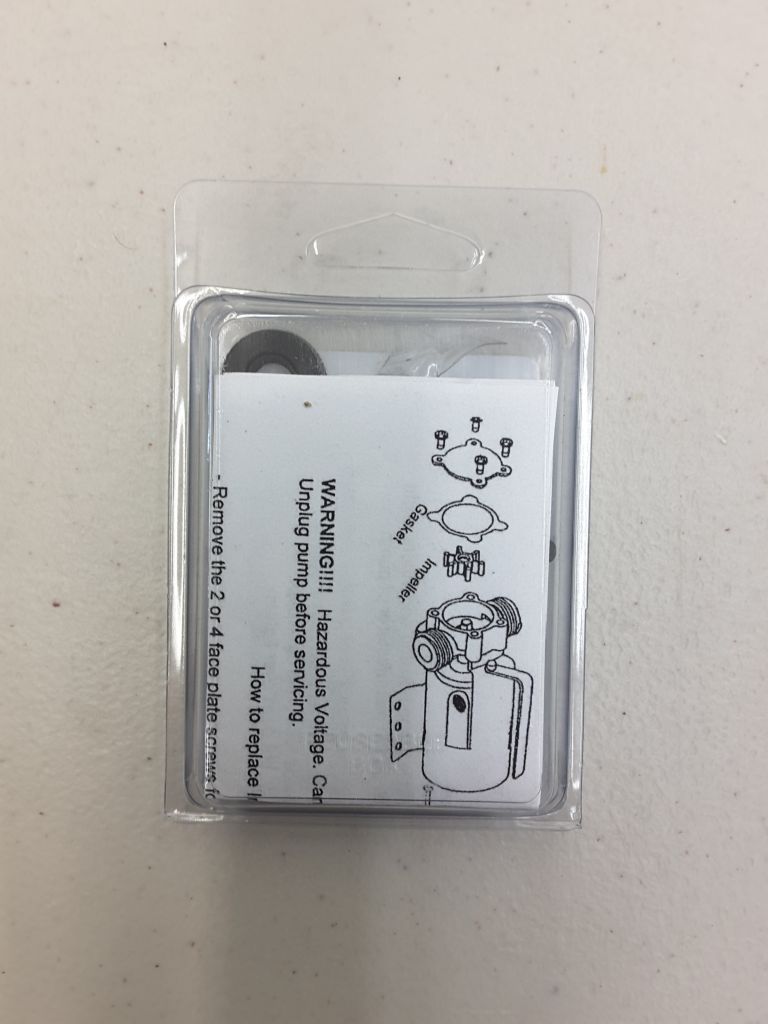 Gasket
Impeller
WARNING!!!! Hazardous Voltage. Can
Unplug pump before servicing.
How to replace
- Remove the 2 or 4 face plate screws